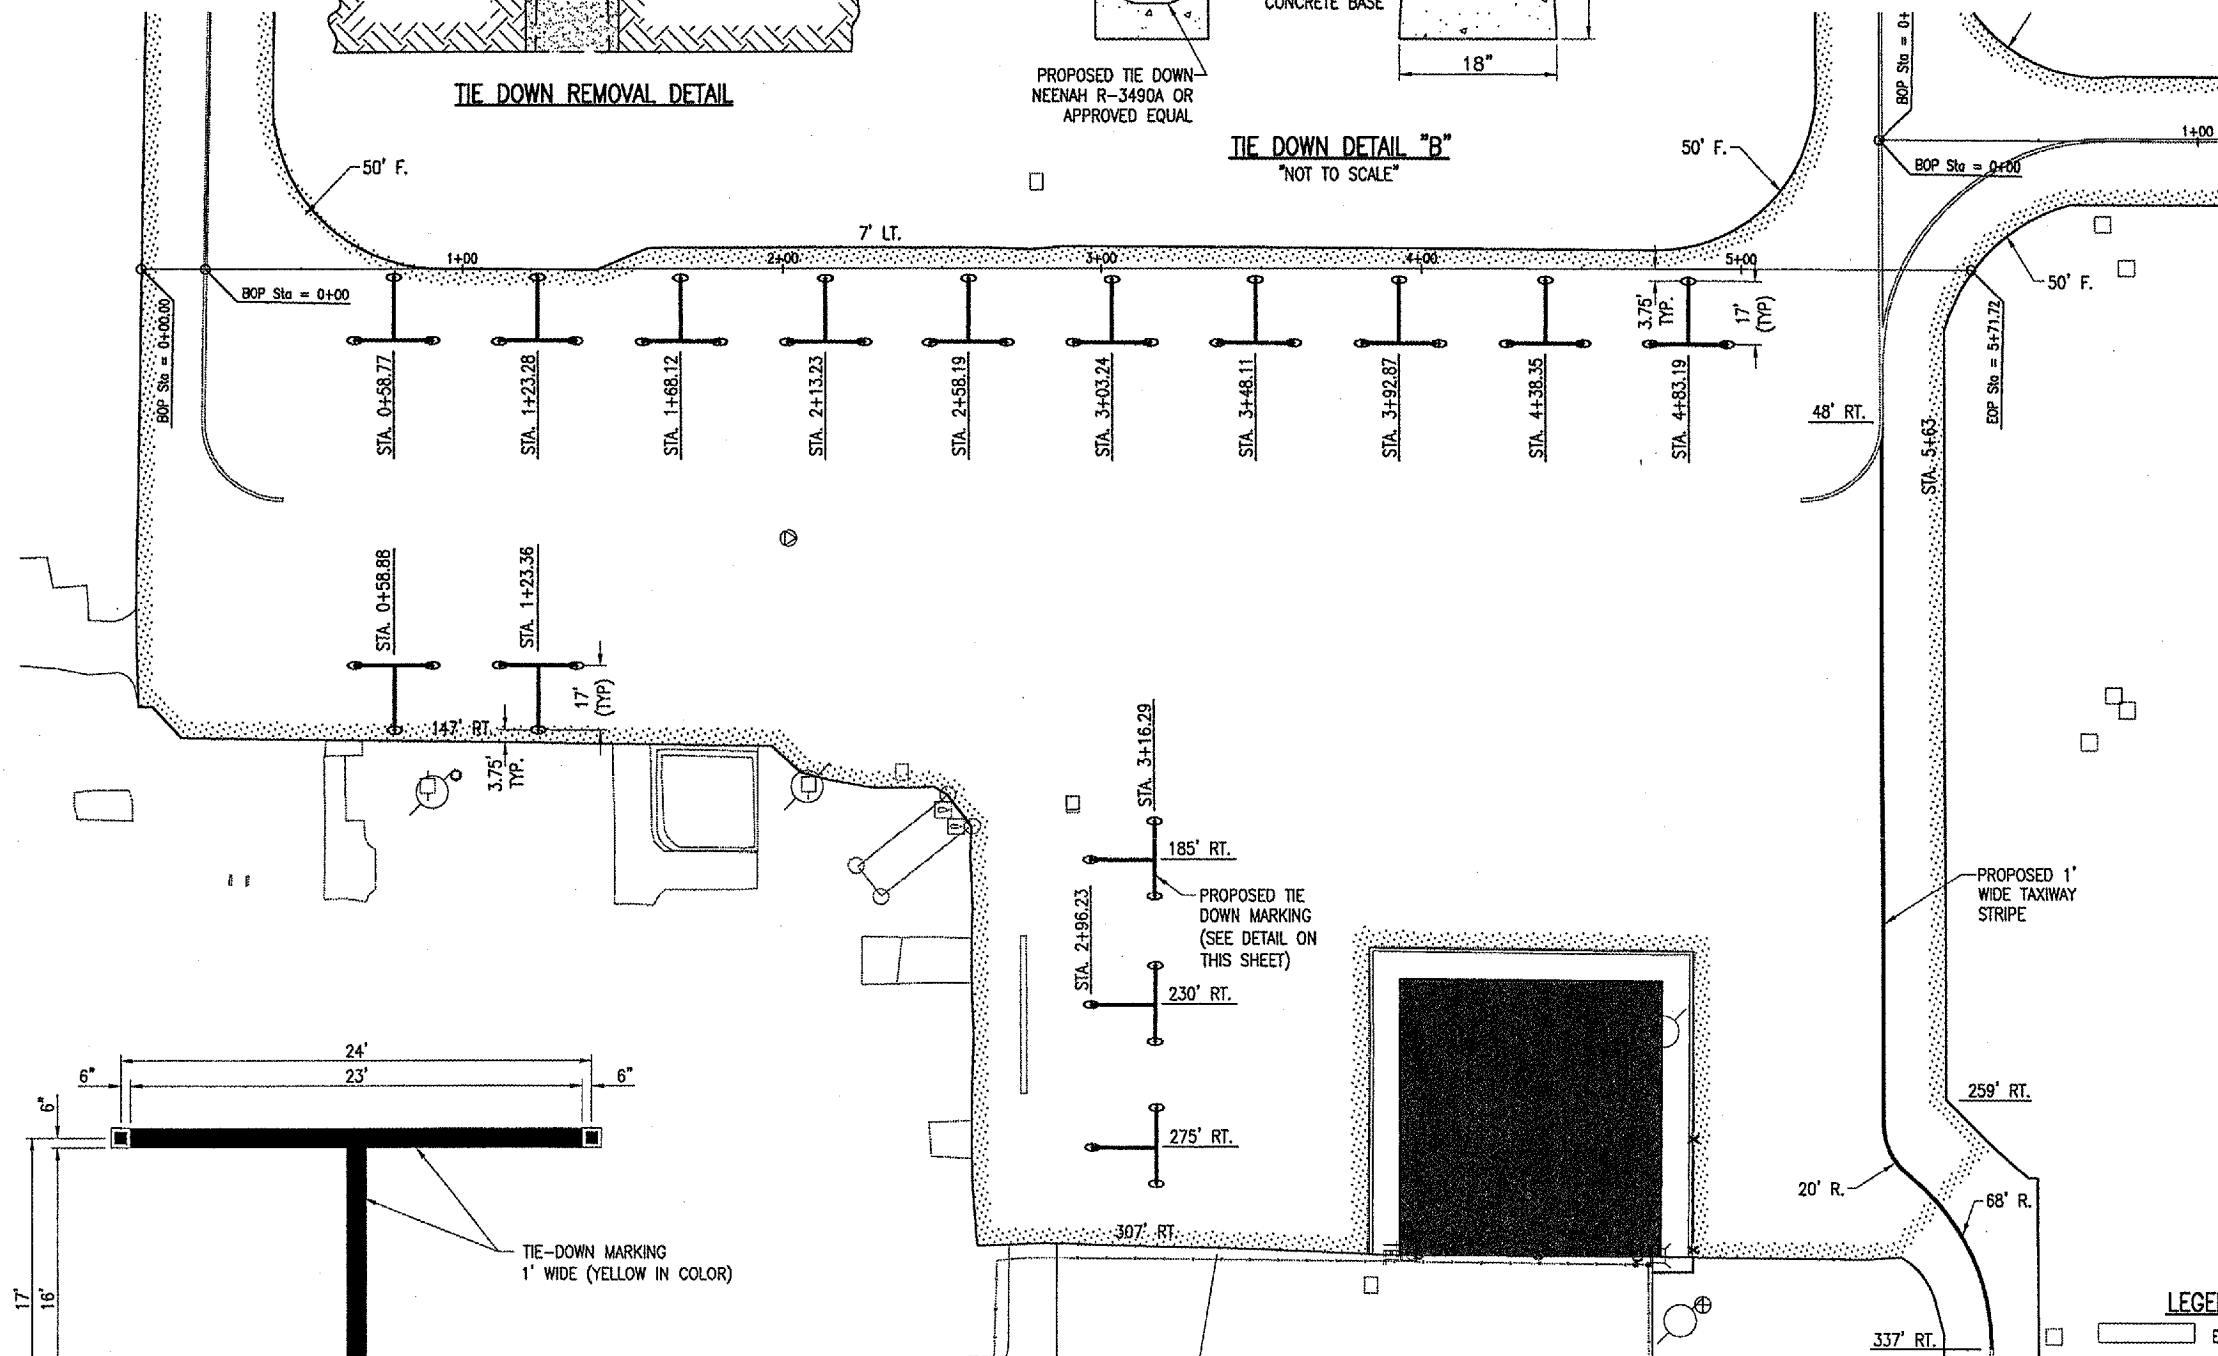 CONCRETE BASE
18"
PROPOSED TIE DOWN
NEENAH R-3490A OR
APPROVED EQUAL
TIE DOWN REMOVAL DETAIL
TIE DOWN DETAIL "B"
"NOT TO SCALE"
50' F.
50' F.
BOP Sta = 0+
BOP Sta = 0+00
1+00
7' LT.
1+00
2+00
3+00
4+00
5+00
BOP Sta = 0+00
BOP Sta = 0+00.00
50' F.
EOP Sta = 5+71.72
3.75'
TYP.
17'
(TYP)
STA. 0+58.77
STA. 1+23.28
STA. 1+68.12
STA. 2+13.23
STA. 2+58.19
STA. 3+03.24
STA. 3+48.11
STA. 3+92.87
STA. 4+38.35
STA. 4+83.19
48' RT.
STA. 5+63
STA. 0+58.88
STA. 1+23.36
17'
(TYP)
147' RT.
3.75'
TYP.
STA. 3+16.29
185' RT.
PROPOSED TIE
DOWN MARKING
(SEE DETAIL ON
THIS SHEET)
STA. 2+96.23
230' RT.
275' RT.
307' RT.
PROPOSED 1'
WIDE TAXIWAY
STRIPE
259' RT.
20' R.
68' R.
337' RT.
24'
6"
23'
6"
6"
TIE-DOWN MARKING
1' WIDE (YELLOW IN COLOR)
17'
16'
LEGE
E